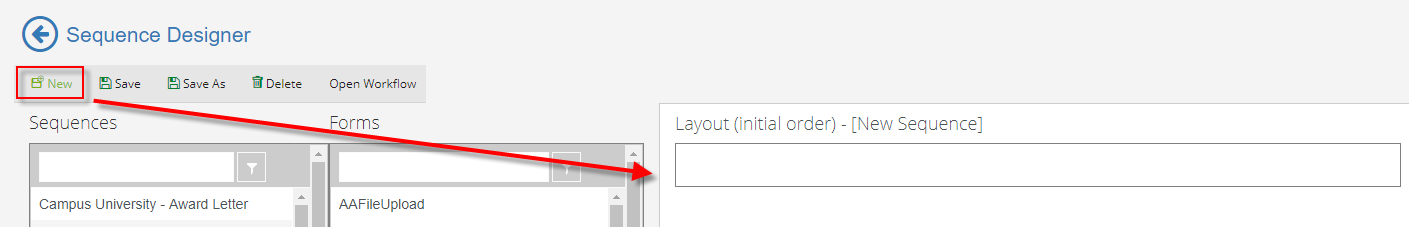 Sequence Designer
New Save Save As Delete Open Workflow
Sequences Forms Layout (initial order) - [New Sequence]
Campus University - Award Letter AAFileUpload